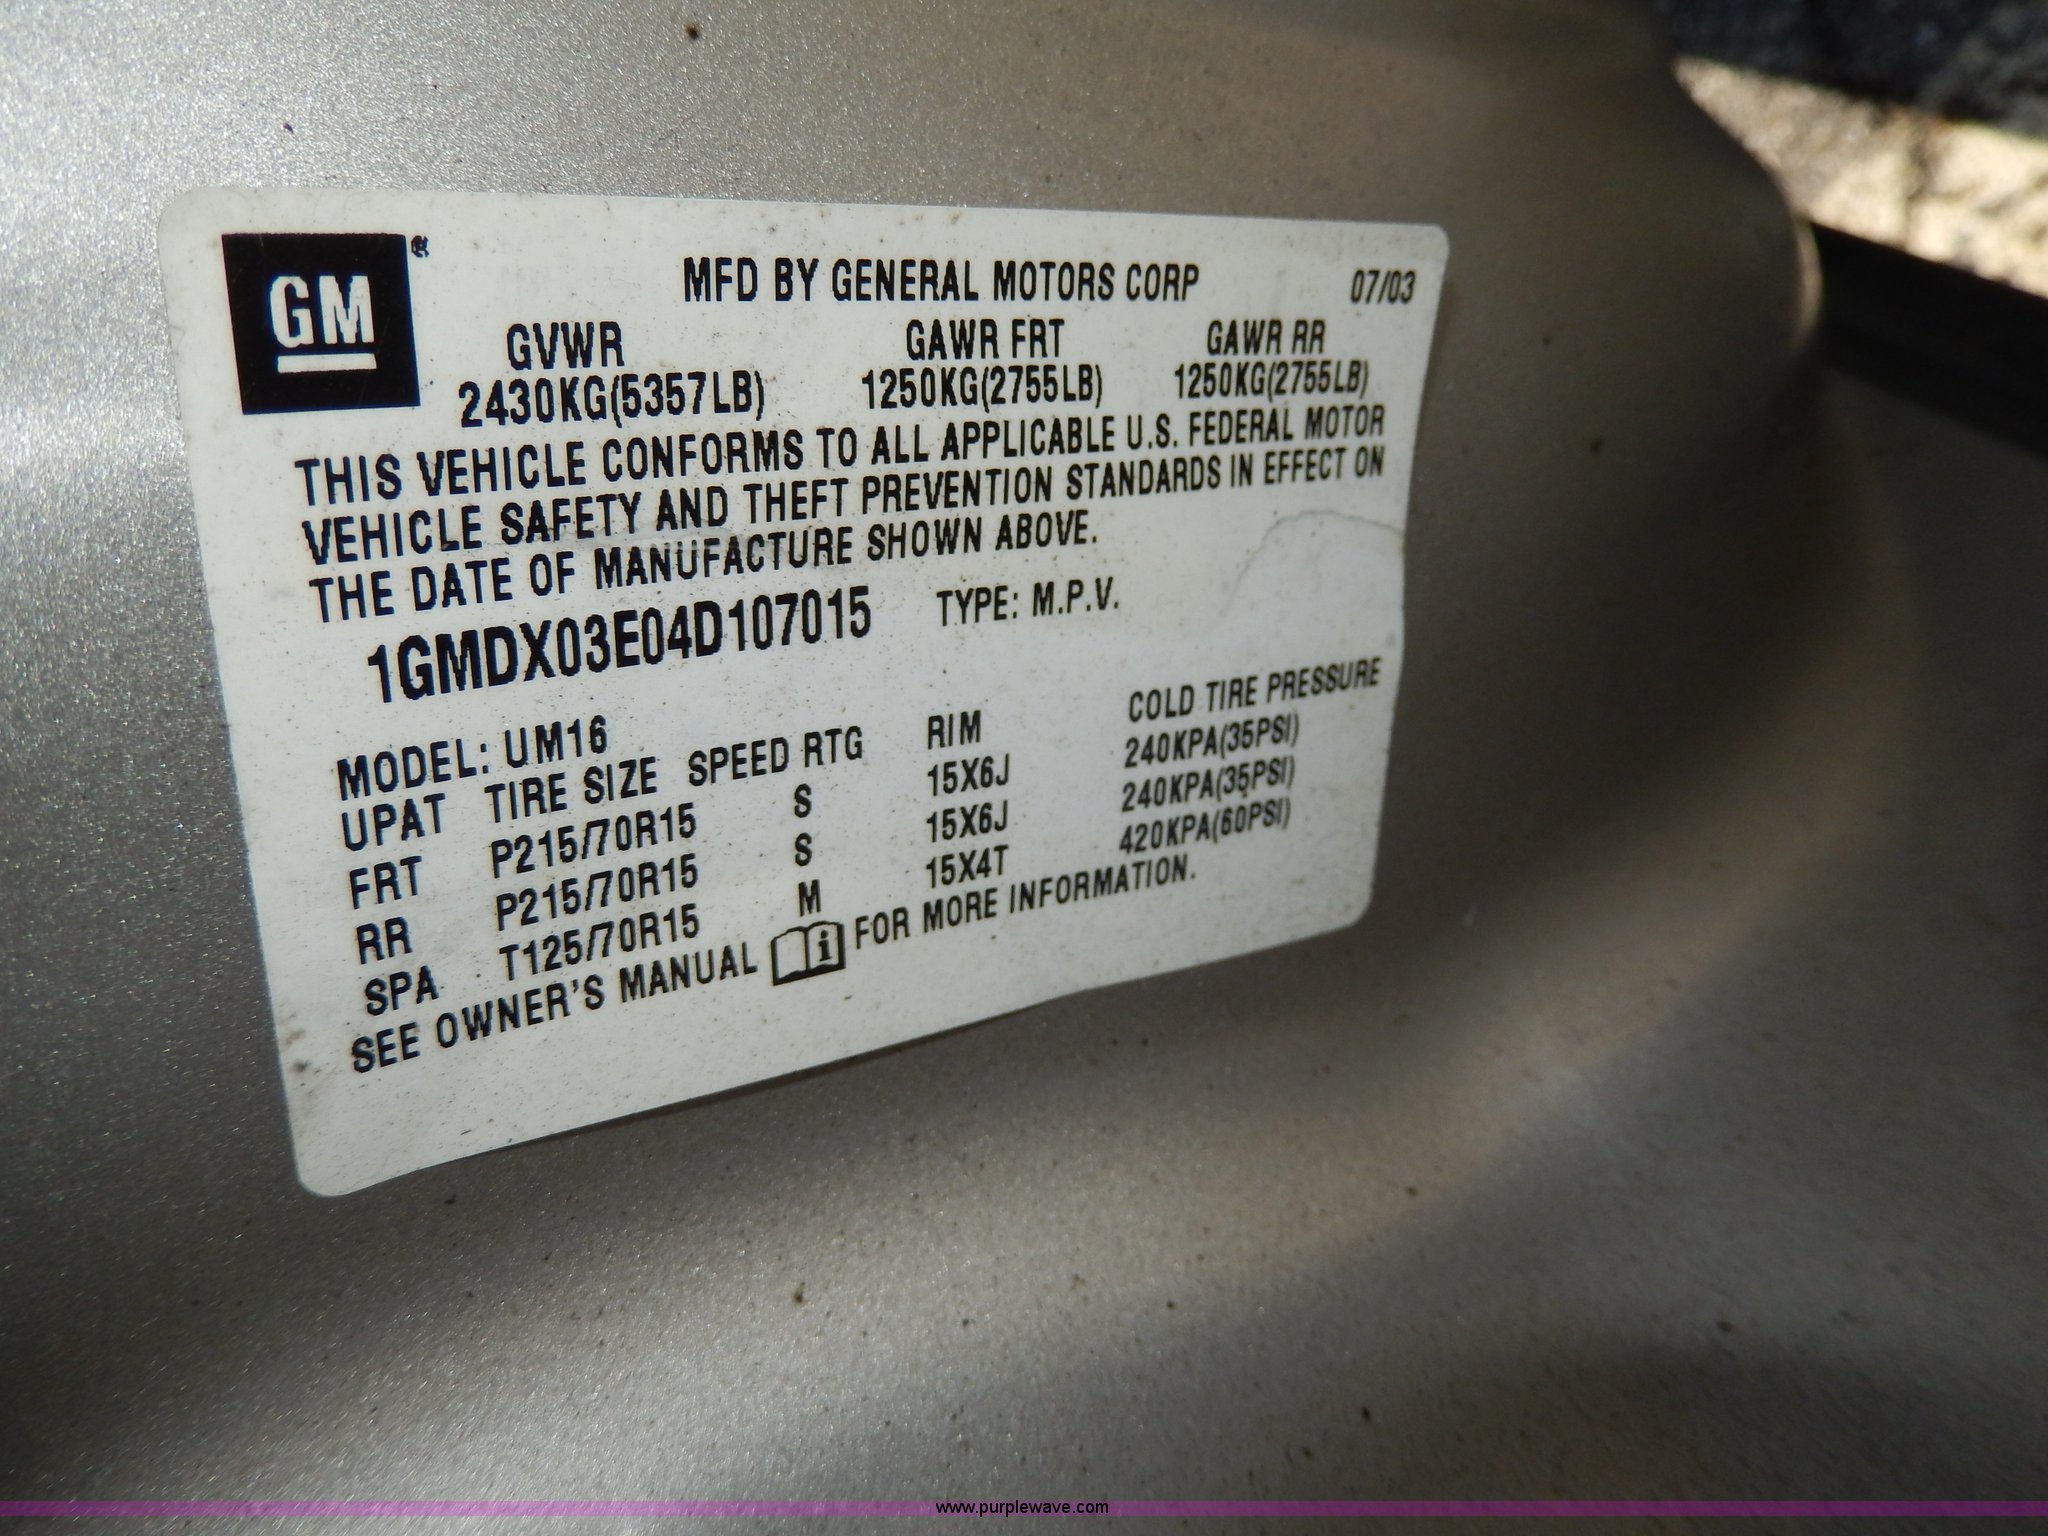 GM®
MFD BY GENERAL MOTORS CORP 07/03
GVWR GAWR FRT GAWR RR
2430KG(5357LB) 1250KG(2755LB) 1250KG(2755LB)
THIS VEHICLE CONFORMS TO ALL APPLICABLE U.S. FEDERAL MOTOR
VEHICLE SAFETY AND THEFT PREVENTION STANDARDS IN EFFECT ON
THE DATE OF MANUFACTURE SHOWN ABOVE.
1GMDX03E04D107015 TYPE: M.P.V.
MODEL: UM16
UPAT TIRE SIZE SPEED RTG RIM COLD TIRE PRESSURE
FRT P215/70R15 S 15X6J 240KPA(35PSI)
RR P215/70R15 S 15X6J 240KPA(35PSI)
SPA T125/70R15 M 15X4T 420KPA(60PSI)
SEE OWNER'S MANUAL i FOR MORE INFORMATION.
www.purplewave.com